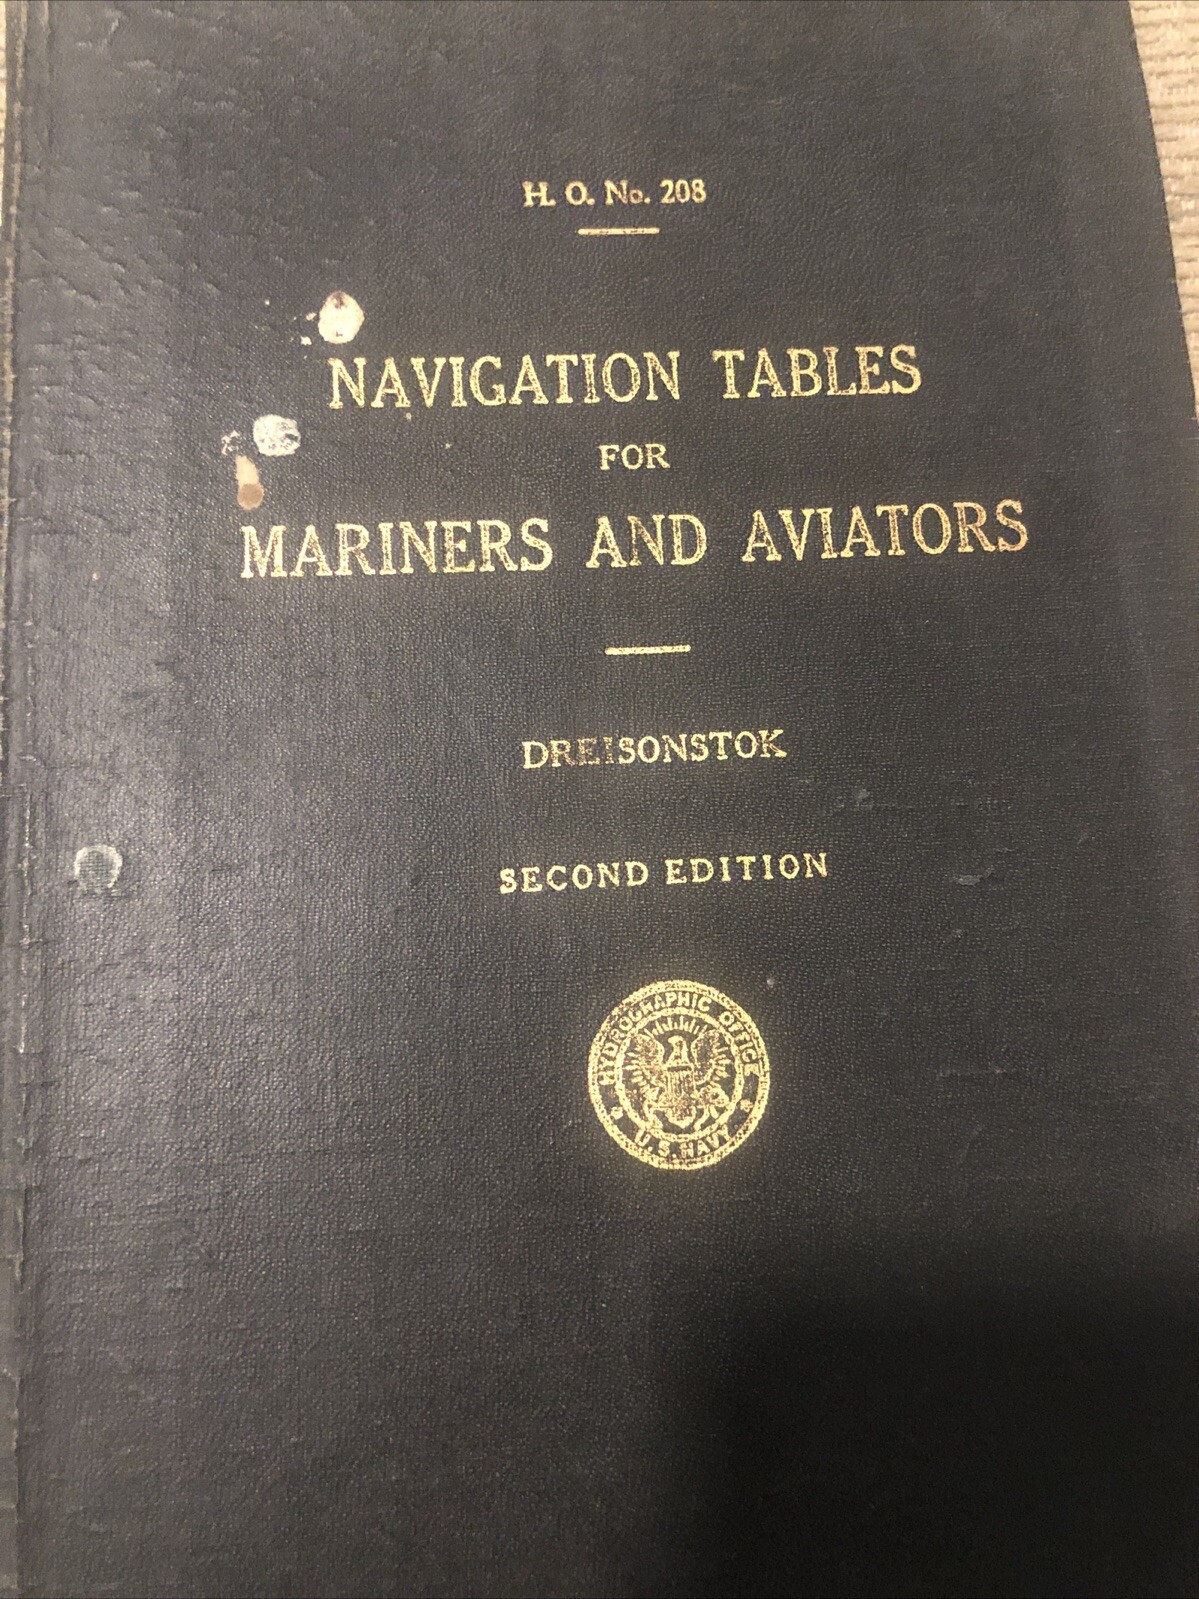 H. O. No. 208
NAVIGATION TABLES
FOR
MARINERS AND AVIATORS
DREISONSTOK
SECOND EDITION
HYDROGRAPHIC OFFICE
U.S. NAVY